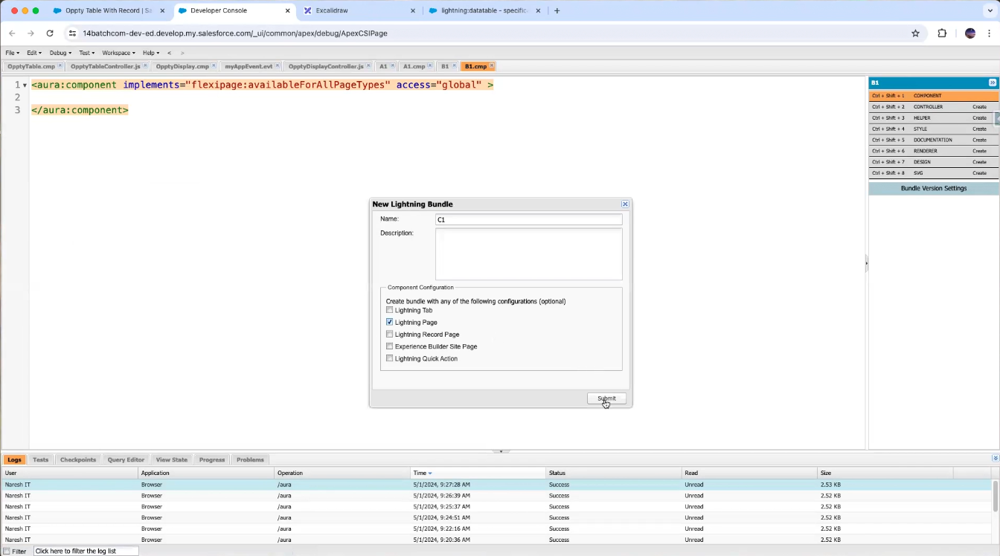 Oppty Table With Record | Sa
Developer Console
Excalidraw
lightning:datatable - specific-
14batchcom-dev-ed.develop.my.salesforce.com/_ui/common/apex/debug/ApexCSIPage
File Edit Debug Test Workspace Help < >
OpptyTable.cmp OpptyTableController.js OpptyDisplay.cmp myAppEvent.evt OpptyDisplayController.js A1 A1.cmp B1 B1.cmp
1 <aura:component implements="flexipage:availableForAllPageTypes" access="global" >
2
3 </aura:component>
B1
Ctrl + Shift + 1 COMPONENT
Ctrl + Shift + 2 CONTROLLER Create
Ctrl + Shift + 3 HELPER Create
Ctrl + Shift + 4 STYLE Create
Ctrl + Shift + 5 DOCUMENTATION Create
Ctrl + Shift + 6 RENDERER Create
Ctrl + Shift + 7 DESIGN Create
Ctrl + Shift + 8 SVG Create
Bundle Version Settings
New Lightning Bundle
Name: C1
Description:
Component Configuration
Create bundle with any of the following configurations (optional)
Lightning Tab
Lightning Page
Lightning Record Page
Experience Builder Site Page
Lightning Quick Action
Submit
Logs Tests Checkpoints Query Editor View State Progress Problems
User Application Operation Time Status Read Size
Naresh IT Browser /aura 5/1/2024, 9:27:28 AM Success Unread 2.53 KB
Naresh IT Browser /aura 5/1/2024, 9:26:39 AM Success Unread 2.52 KB
Naresh IT Browser /aura 5/1/2024, 9:25:37 AM Success Unread 2.52 KB
Naresh IT Browser /aura 5/1/2024, 9:24:51 AM Success Unread 2.52 KB
Naresh IT Browser /aura 5/1/2024, 9:22:16 AM Success Unread 2.52 KB
Naresh IT Browser /aura 5/1/2024, 9:20:36 AM Success Unread 2.52 KB
Filter Click here to filter the log list